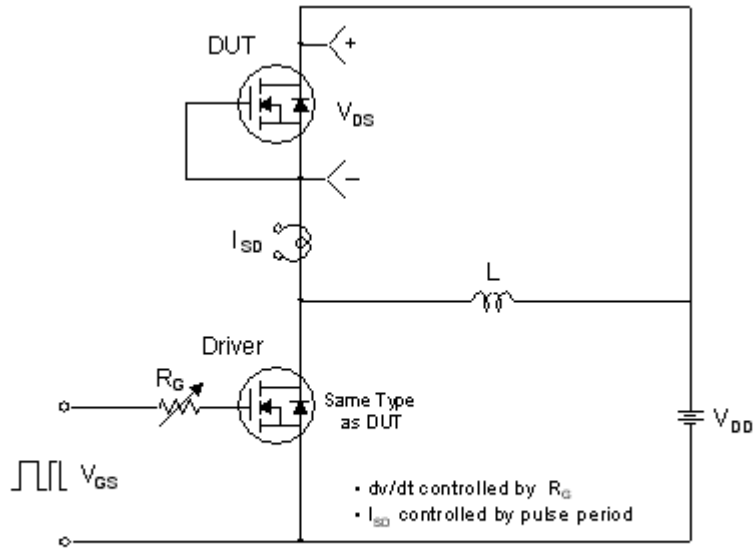 DUT
+
V_DS
−
I_SD
L
Driver
R_G
Same Type
as DUT
V_DD
V_GS
• dv/dt controlled by R_G
• I_SD controlled by pulse period